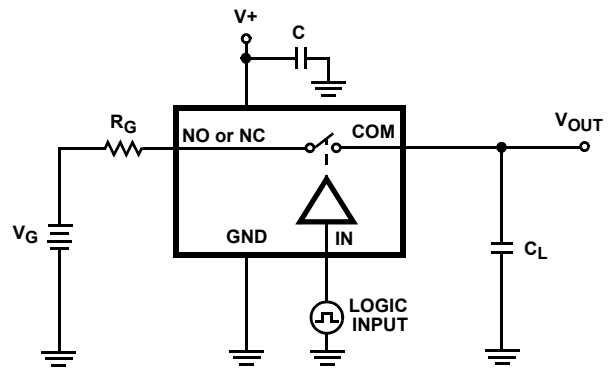 V+
C
RG
NO or NC
COM
VOUT
VG
GND
IN
CL
LOGIC
INPUT